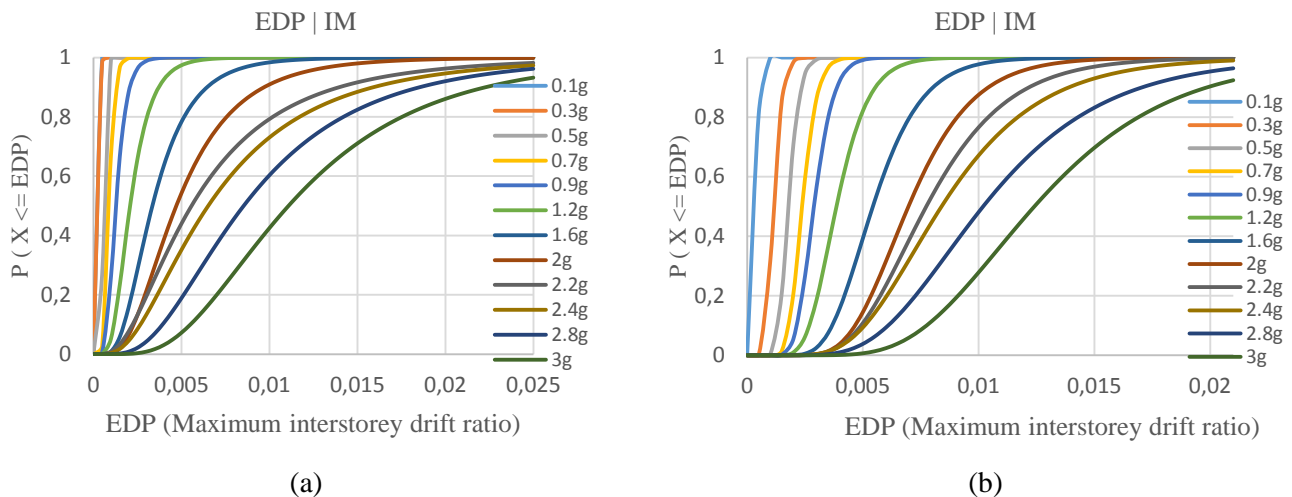 EDP | IM
P ( X <= EDP)
1
0,8
0,6
0,4
0,2
0
0
0,005
0,01
0,015
0,02
0,025
EDP (Maximum interstorey drift ratio)
0.1g
0.3g
0.5g
0.7g
0.9g
1.2g
1.6g
2g
2.2g
2.4g
2.8g
3g
(a)
EDP | IM
P ( X <= EDP)
1
0,8
0,6
0,4
0,2
0
0
0,005
0,01
0,015
0,02
EDP (Maximum interstorey drift ratio)
0.1g
0.3g
0.5g
0.7g
0.9g
1.2g
1.6g
2g
2.2g
2.4g
2.8g
3g
(b)